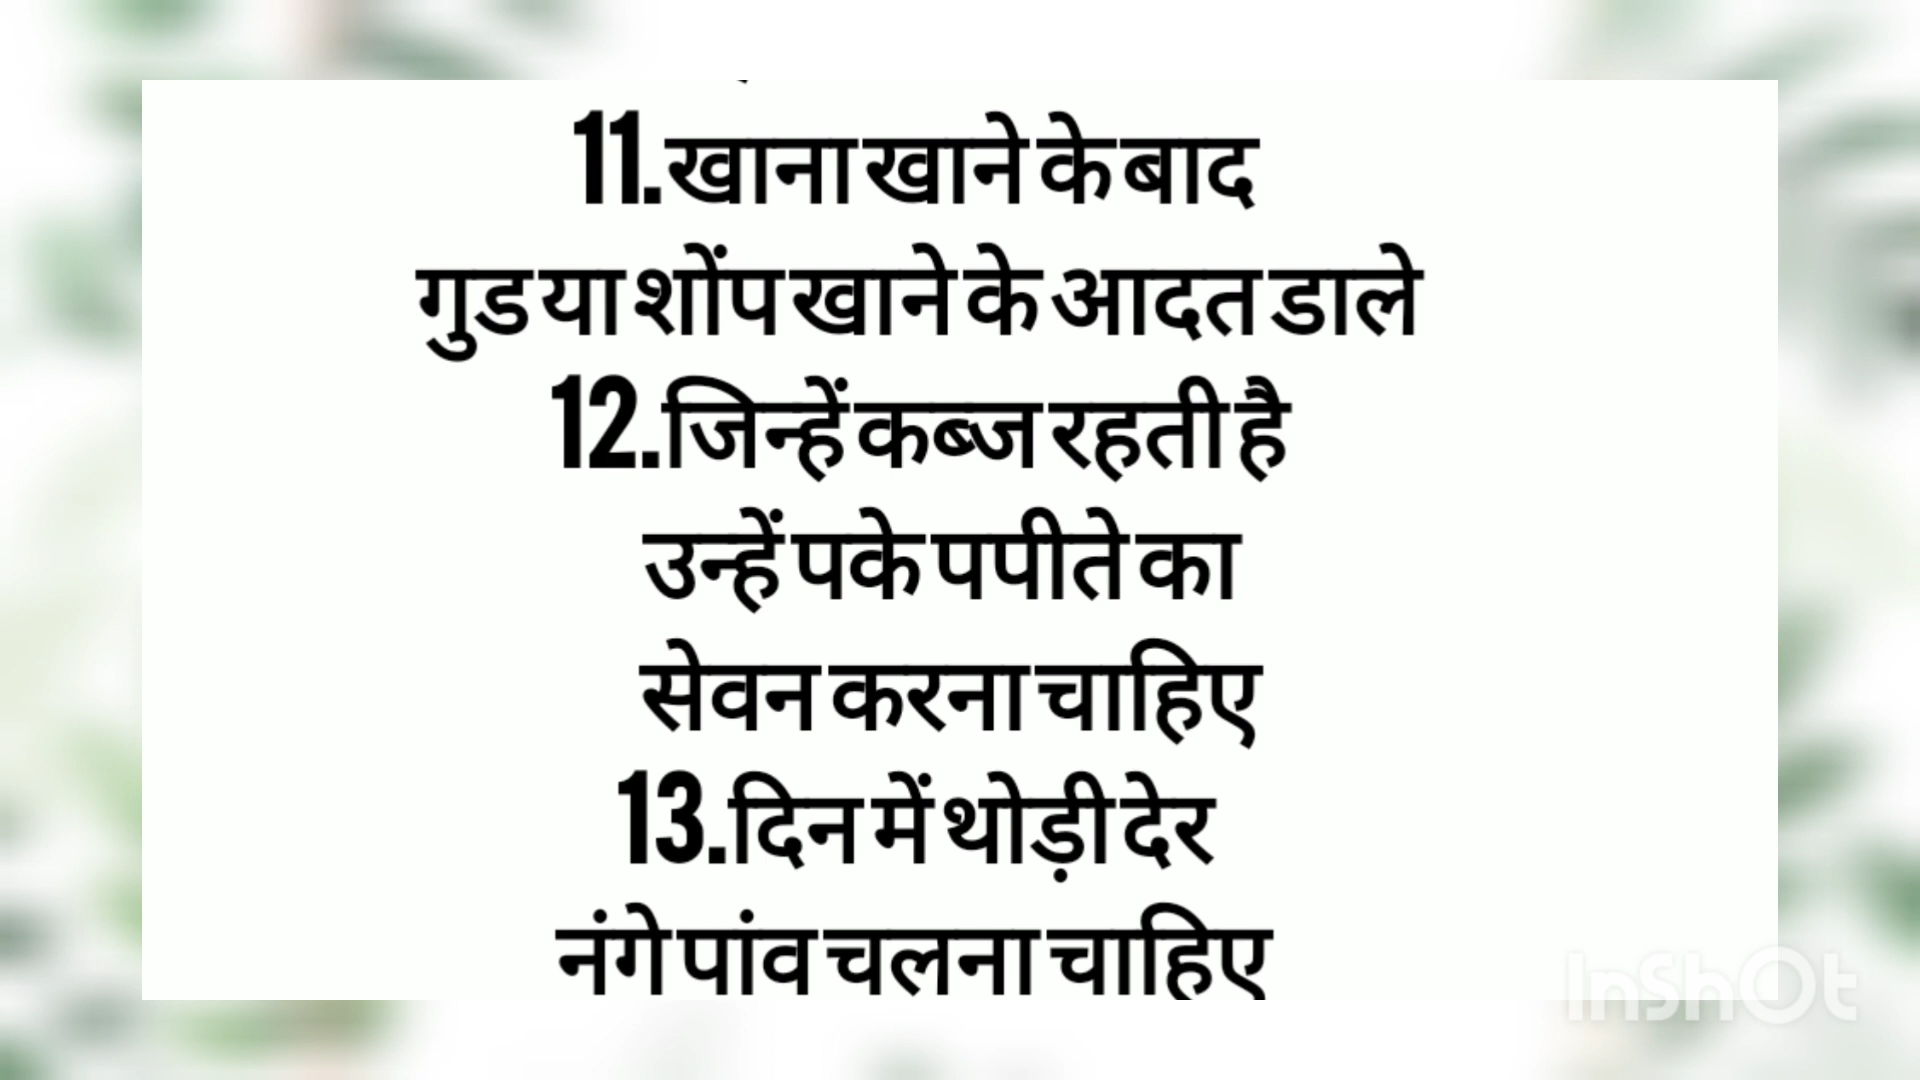 11.खाना खाने के बाद
गुड या शोंप खाने के आदत डाले
12.जिन्हें कब्ज रहती है
उन्हें पके पपीते का
सेवन करना चाहिए
13.दिन में थोड़ी देर
नंगे पांव चलना चाहिए
InShOt